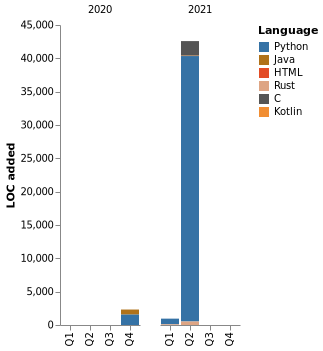 2020 2021
Language
Python
Java
HTML
Rust
C
Kotlin
LOC added
45,000
40,000
35,000
30,000
25,000
20,000
15,000
10,000
5,000
0
Q1 Q2 Q3 Q4 Q1 Q2 Q3 Q4